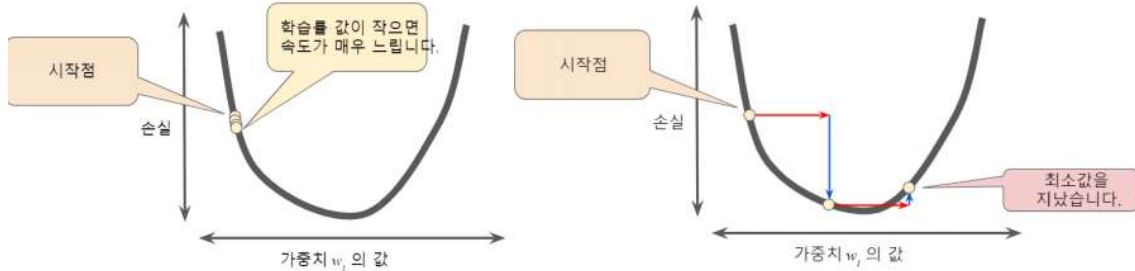 시작점
학습률 값이 작으면
속도가 매우 느립니다.
손실
가중치 w₁ 의 값
시작점
손실
최소값을
지났습니다.
가중치 w₁ 의 값